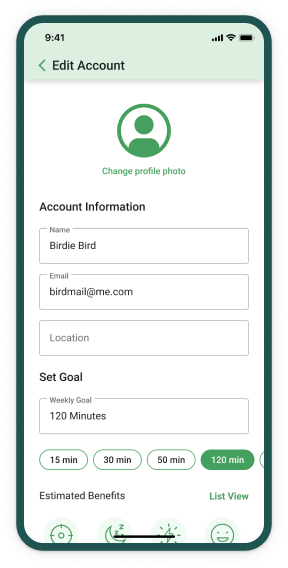 9:41
Edit Account
Change profile photo
Account Information
Name
Birdie Bird
Email
birdmail@me.com
Location
Set Goal
Weekly Goal
120 Minutes
15 min 30 min 50 min 120 min
Estimated Benefits List View
z z z